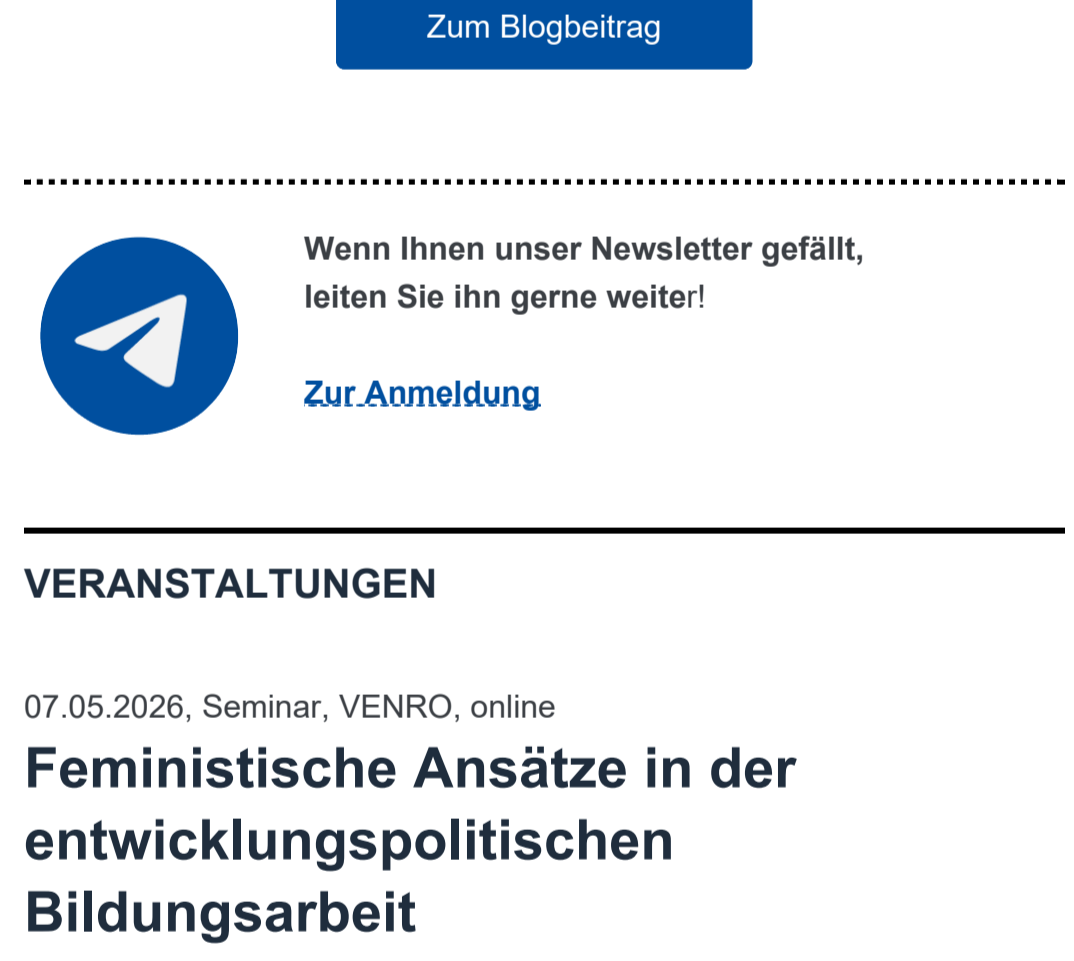 Zum Blogbeitrag
Wenn Ihnen unser Newsletter gefällt,
leiten Sie ihn gerne weiter!
Zur Anmeldung
VERANSTALTUNGEN
07.05.2026, Seminar, VENRO, online
Feministische Ansätze in der
entwicklungspolitischen
Bildungsarbeit